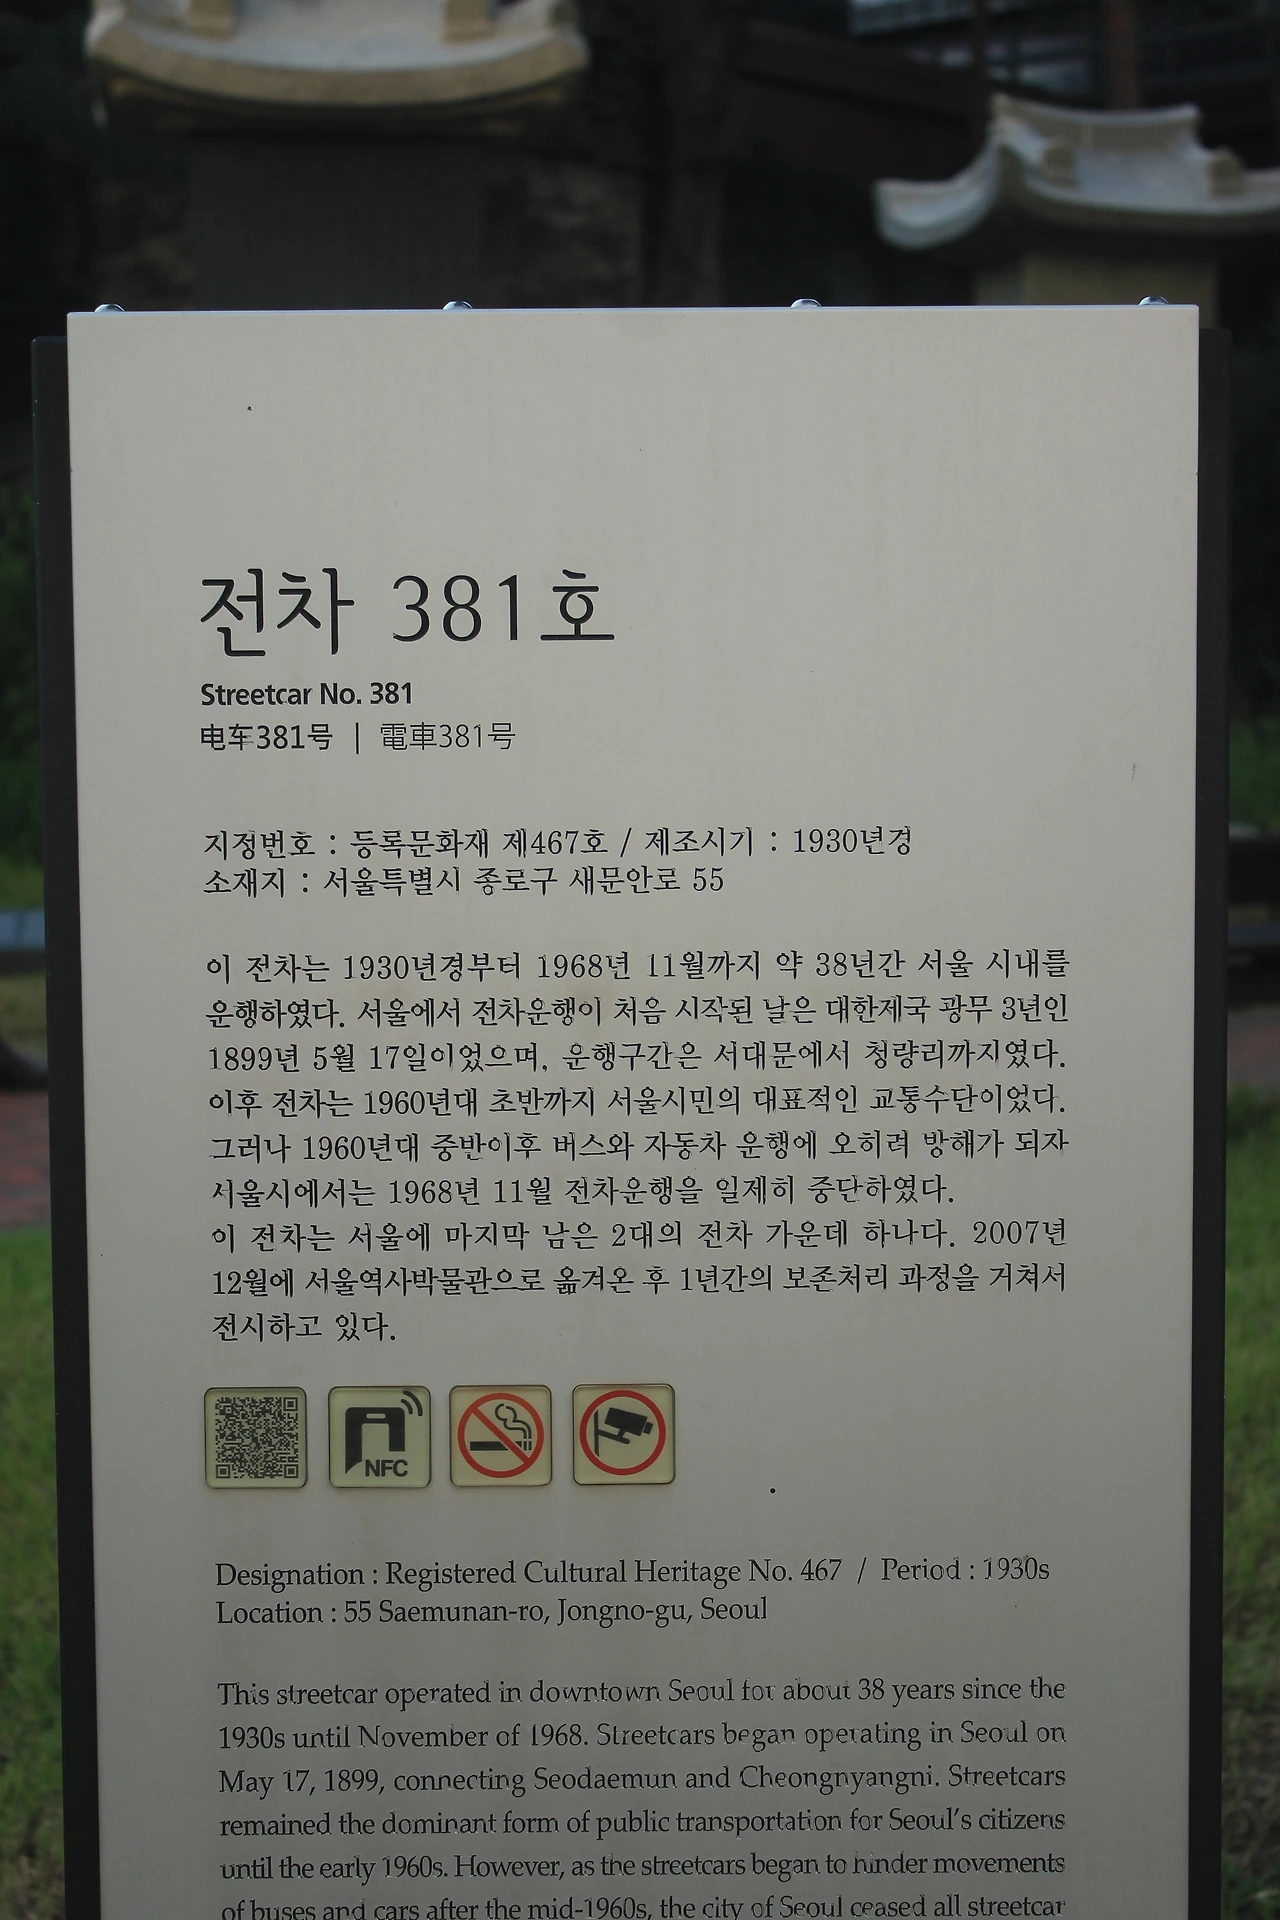 전차 381호
Streetcar No. 381
电车381号 | 電車381号
지정번호 : 등록문화재 제467호 / 제조시기 : 1930년경
소재지 : 서울특별시 종로구 새문안로 55
이 전차는 1930년경부터 1968년 11월까지 약 38년간 서울 시내를
운행하였다. 서울에서 전차운행이 처음 시작된 날은 대한제국 광무 3년인
1899년 5월 17일이었으며, 운행구간은 서대문에서 청량리까지였다.
이후 전차는 1960년대 초반까지 서울시민의 대표적인 교통수단이었다.
그러나 1960년대 중반이후 버스와 자동차 운행에 오히려 방해가 되자
서울시에서는 1968년 11월 전차운행을 일제히 중단하였다.
이 전차는 서울에 마지막 남은 2대의 전차 가운데 하나다. 2007년
12월에 서울역사박물관으로 옮겨온 후 1년간의 보존처리 과정을 거쳐서
전시하고 있다.
NFC
Designation : Registered Cultural Heritage No. 467 / Period : 1930s
Location : 55 Saemunan-ro, Jongno-gu, Seoul
This streetcar operated in downtown Seoul for about 38 years since the
1930s until November of 1968. Streetcars began operating in Seoul on
May 17, 1899, connecting Seodaemun and Cheongnyangni. Streetcars
remained the dominant form of public transportation for Seoul's citizens
until the early 1960s. However, as the streetcars began to hinder movements
of buses and cars after the mid-1960s, the city of Seoul ceased all streetcar